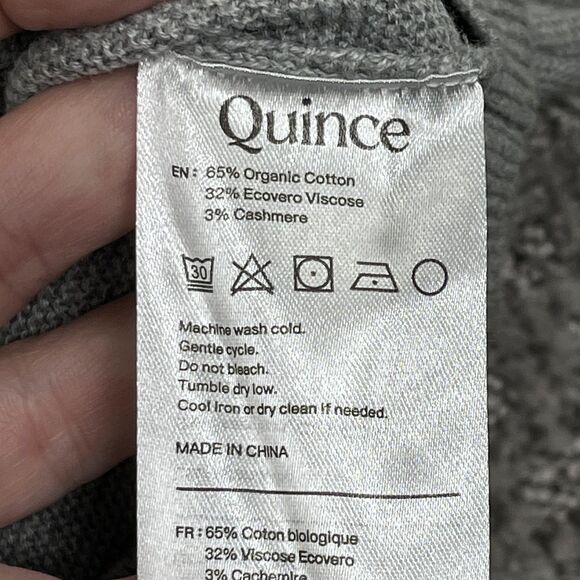 Quince
EN: 65% Organic Cotton
32% Ecovero Viscose
3% Cashmere
30
Machine wash cold.
Gentle cycle.
Do not bleach.
Tumble dry low.
Cool Iron or dry clean if needed.
MADE IN CHINA
FR: 65% Coton biologique
32% Viscose Ecovero
3% Cachemire